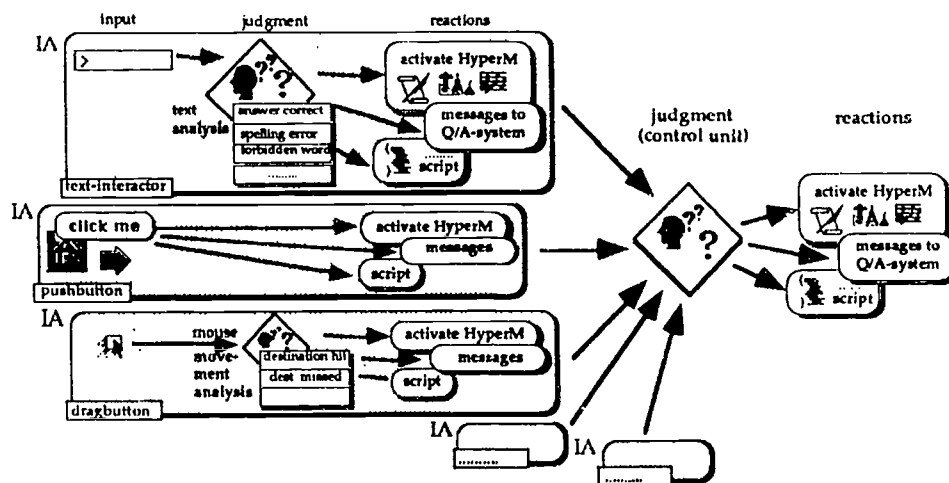 input
judgment
reactions
IA
>
text
analysis
answer correct
spelling error
forbidden word
..........
activate HyperM
messages to
Q/A-system
script
text-interactor
IA
click me
activate HyperM
messages
script
pushbutton
IA
mouse
move-
ment analysis
destination hit
dest missed
activate HyperM
messages
script
dragbutton
IA
..........
IA
..........
judgment
(control unit)
reactions
activate HyperM
messages to
Q/A-system
script